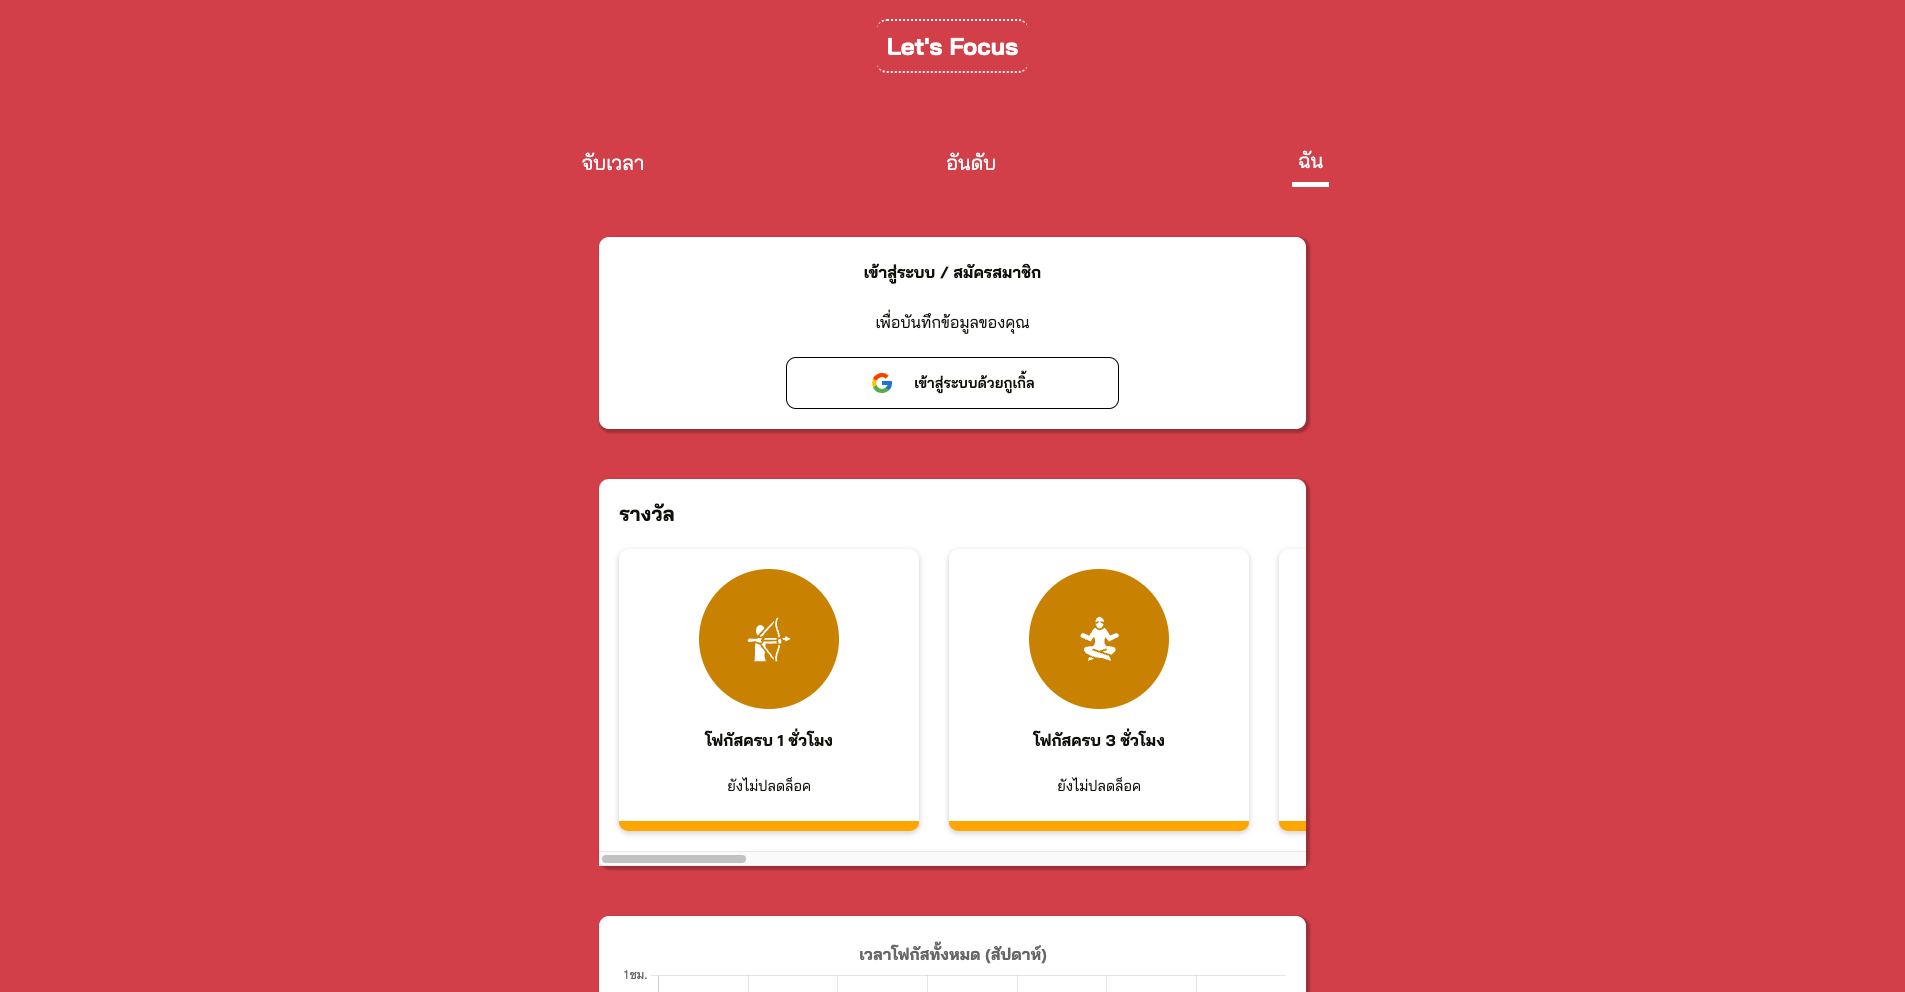 Let's Focus
จับเวลา อันดับ ฉัน
เข้าสู่ระบบ / สมัครสมาชิก
เพื่อบันทึกข้อมูลของคุณ
เข้าสู่ระบบด้วยกูเกิ้ล
รางวัล
โฟกัสครบ 1 ชั่วโมง
ยังไม่ปลดล็อค
โฟกัสครบ 3 ชั่วโมง
ยังไม่ปลดล็อค
เวลาโฟกัสทั้งหมด (สัปดาห์)
1ชม.